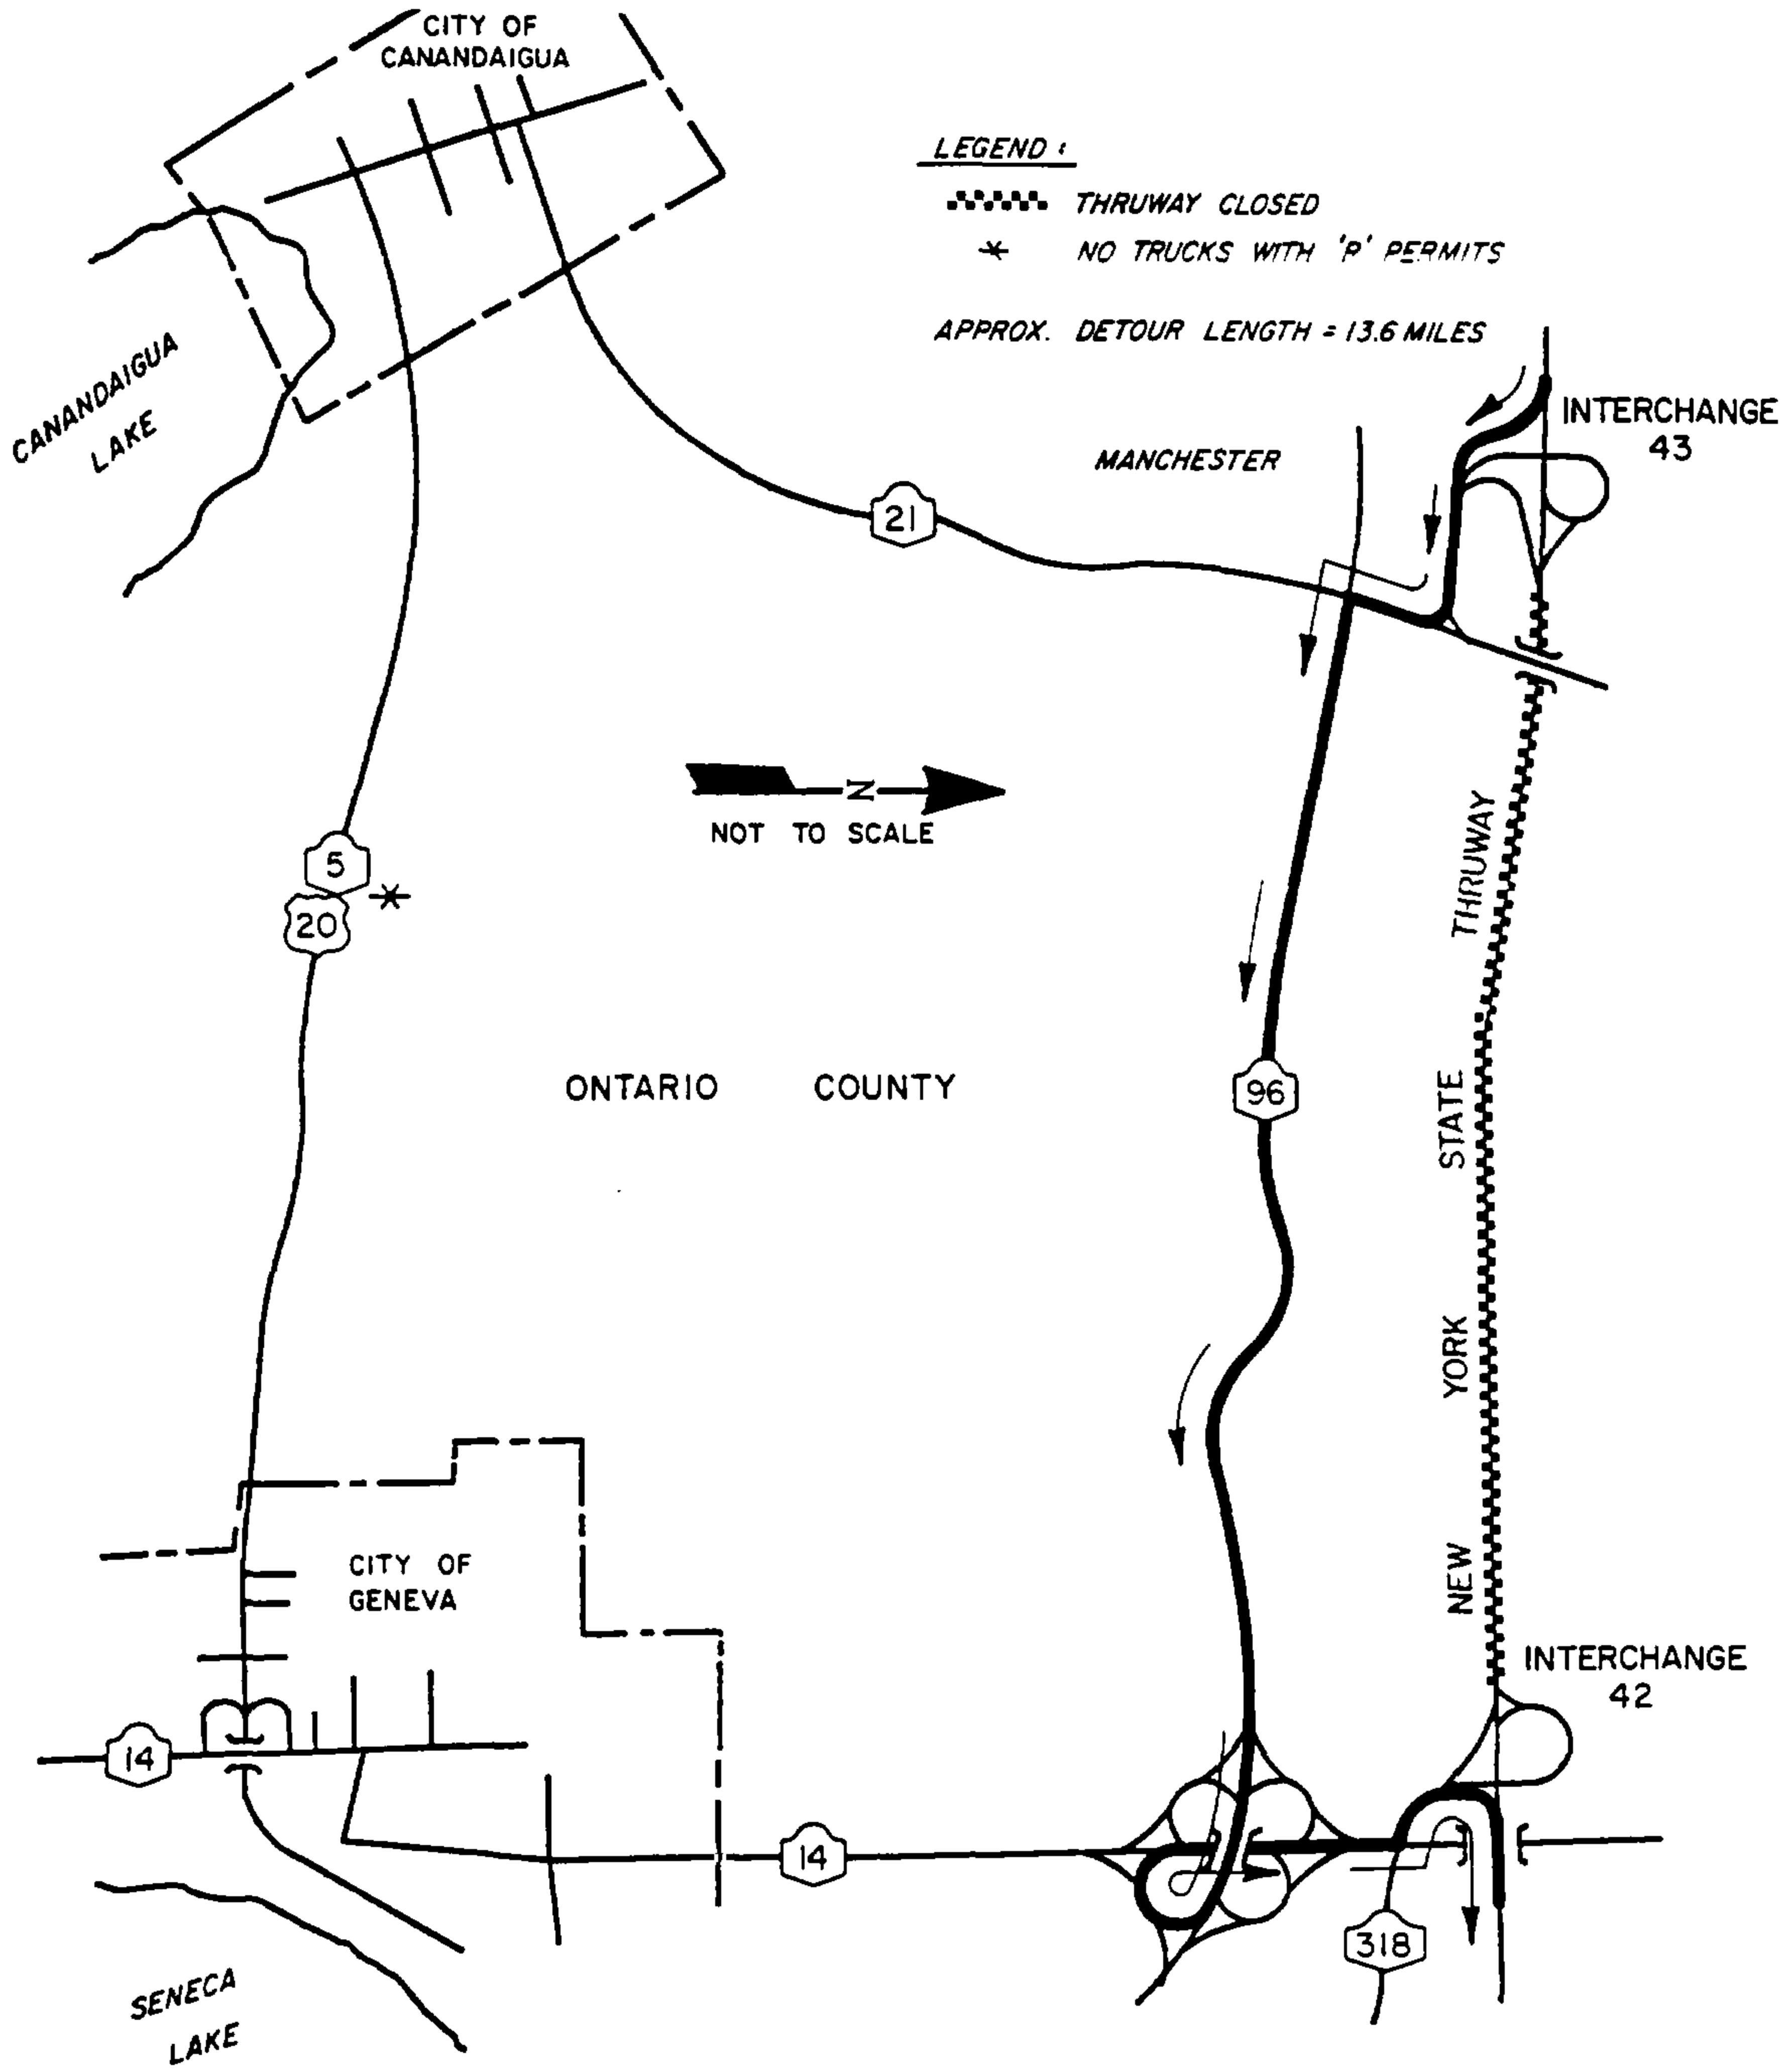 CITY OF
CANANDAIGUA
LEGEND :
THRUWAY CLOSED
* NO TRUCKS WITH 'P' PERMITS
APPROX. DETOUR LENGTH = 13.6 MILES
CANANDAIGUA
LAKE
INTERCHANGE
43
MANCHESTER
21
N
NOT TO SCALE
THRUWAY
5
*
20
ONTARIO COUNTY
96
STATE
YORK
NEW
CITY OF
GENEVA
INTERCHANGE
42
14
14
318
SENECA
LAKE